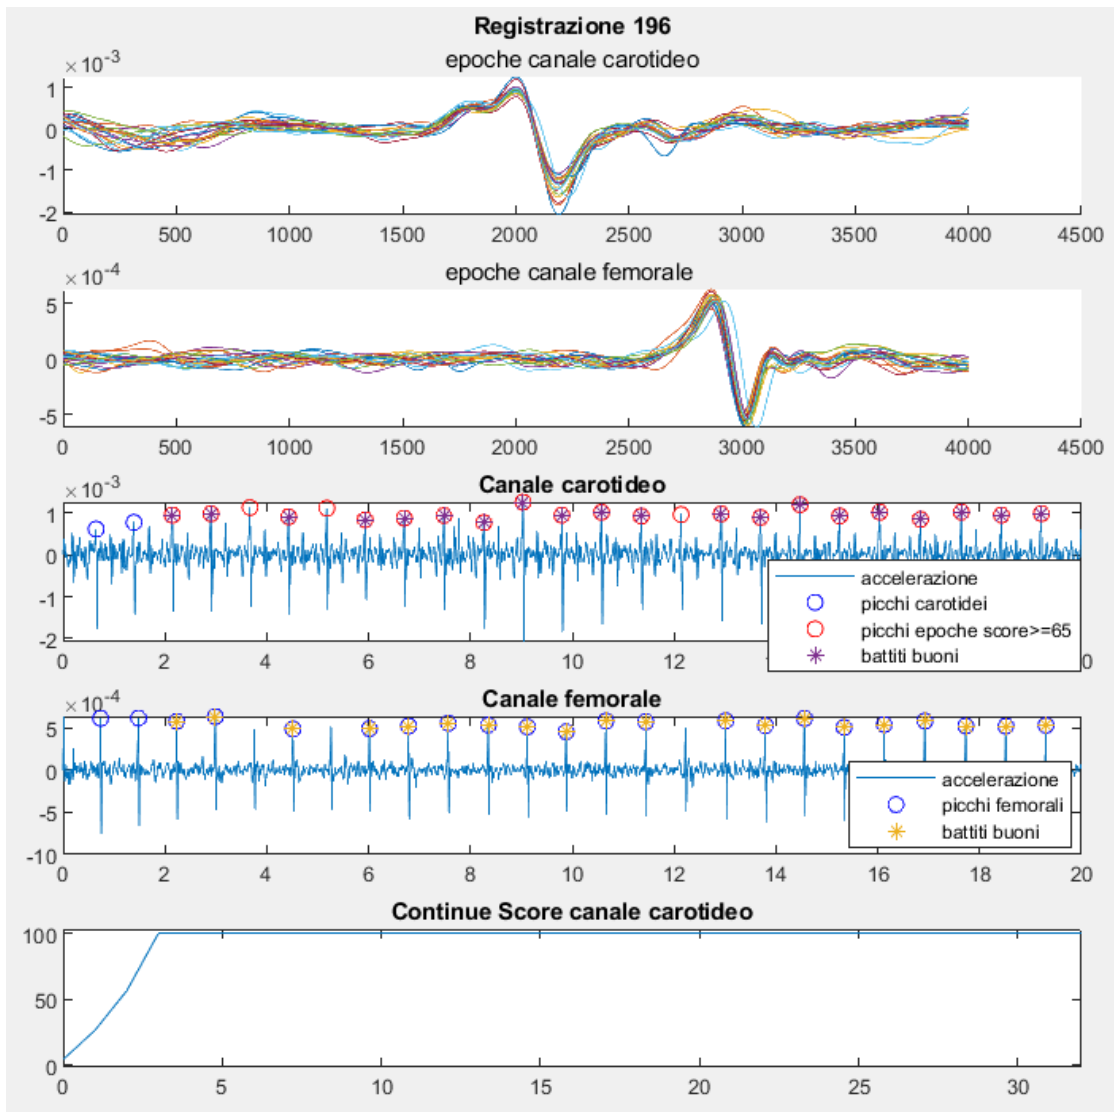 Registrazione 196
×10⁻³
epoche canale carotideo
1
0
-1
-2
0 500 1000 1500 2000 2500 3000 3500 4000 4500
×10⁻⁴
epoche canale femorale
5
0
-5
0 500 1000 1500 2000 2500 3000 3500 4000 4500
×10⁻³
Canale carotideo
1
0
-1
-2
accelerazione
picchi carotidei
picchi epoche score>=65
battiti buoni
0 2 4 6 8 10 12 1 0
×10⁻⁴
Canale femorale
5
0
-5
-10
accelerazione
picchi femorali
battiti buoni
0 2 4 6 8 10 12 14 16 18 20
Continue Score canale carotideo
100
50
0
0 5 10 15 20 25 30